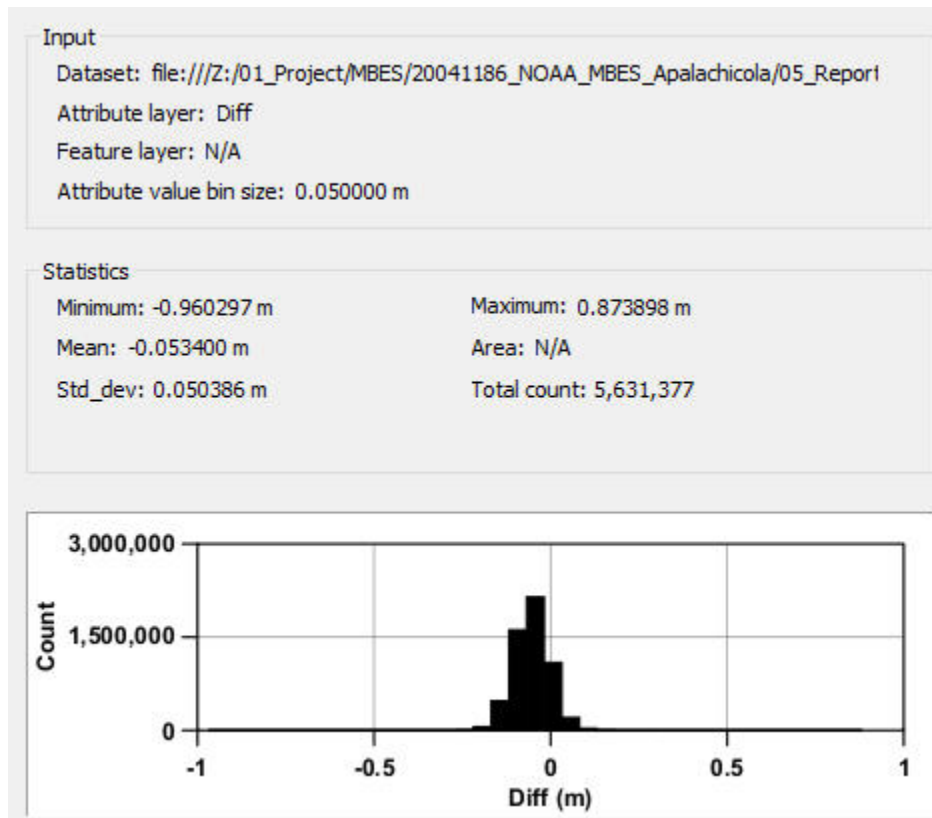 Input
Dataset: file:///Z:/01_Project/MBES/20041186_NOAA_MBES_Apalachicola/05_Report
Attribute layer: Diff
Feature layer: N/A
Attribute value bin size: 0.050000 m
Statistics
Minimum: -0.960297 m Maximum: 0.873898 m
Mean: -0.053400 m Area: N/A
Std_dev: 0.050386 m Total count: 5,631,377
3,000,000
1,500,000
0
Count
-1 -0.5 0 0.5 1
Diff (m)